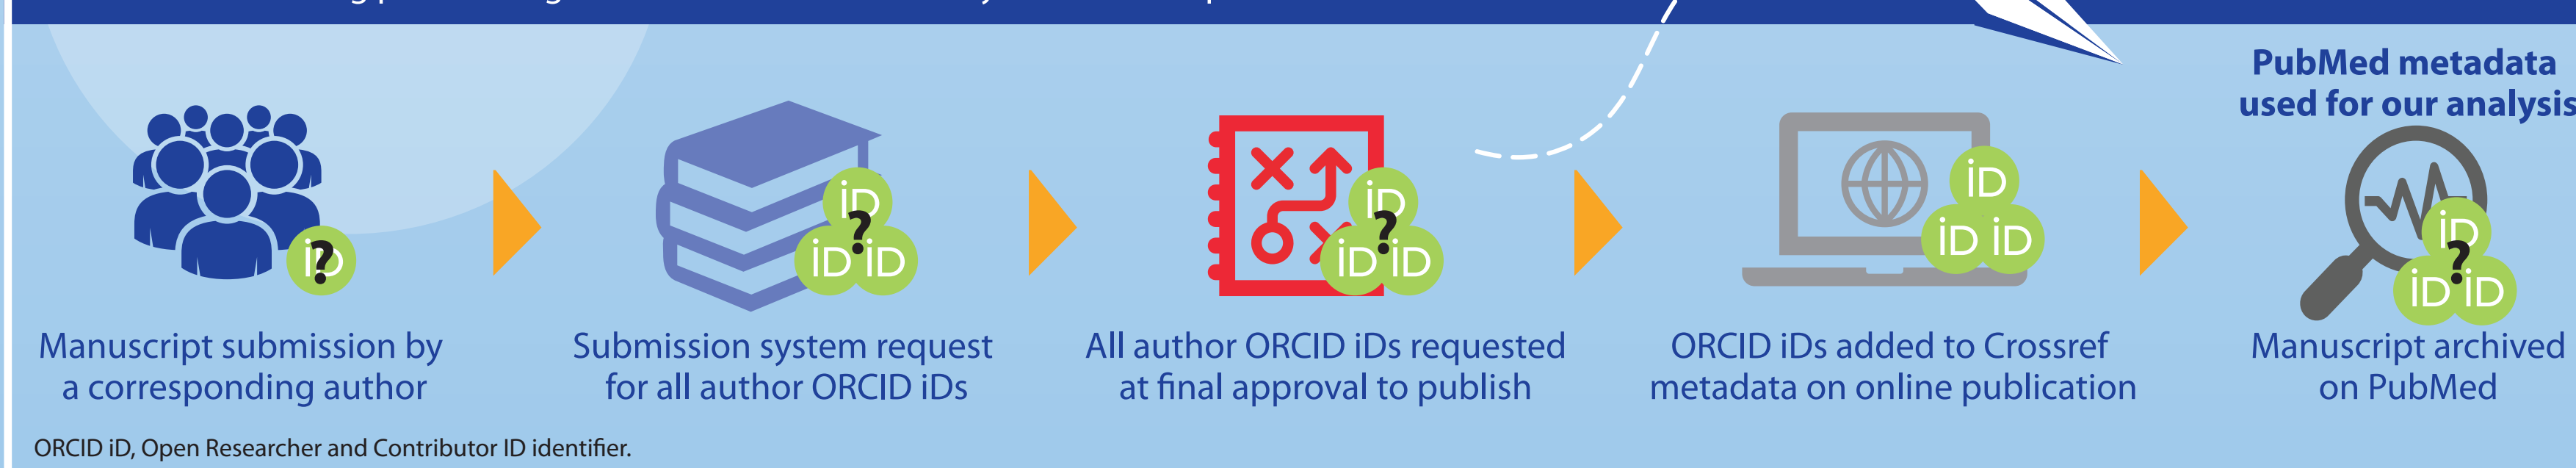 PubMed metadata
used for our analysis
iD
?
iD
iD iD
?
iD
iD iD
?
iD
iD iD
iD
iD iD
?
Manuscript submission by
a corresponding author
Submission system request
for all author ORCID iDs
All author ORCID iDs requested
at final approval to publish
ORCID iDs added to Crossref
metadata on online publication
Manuscript archived
on PubMed
ORCID iD, Open Researcher and Contributor ID identifier.